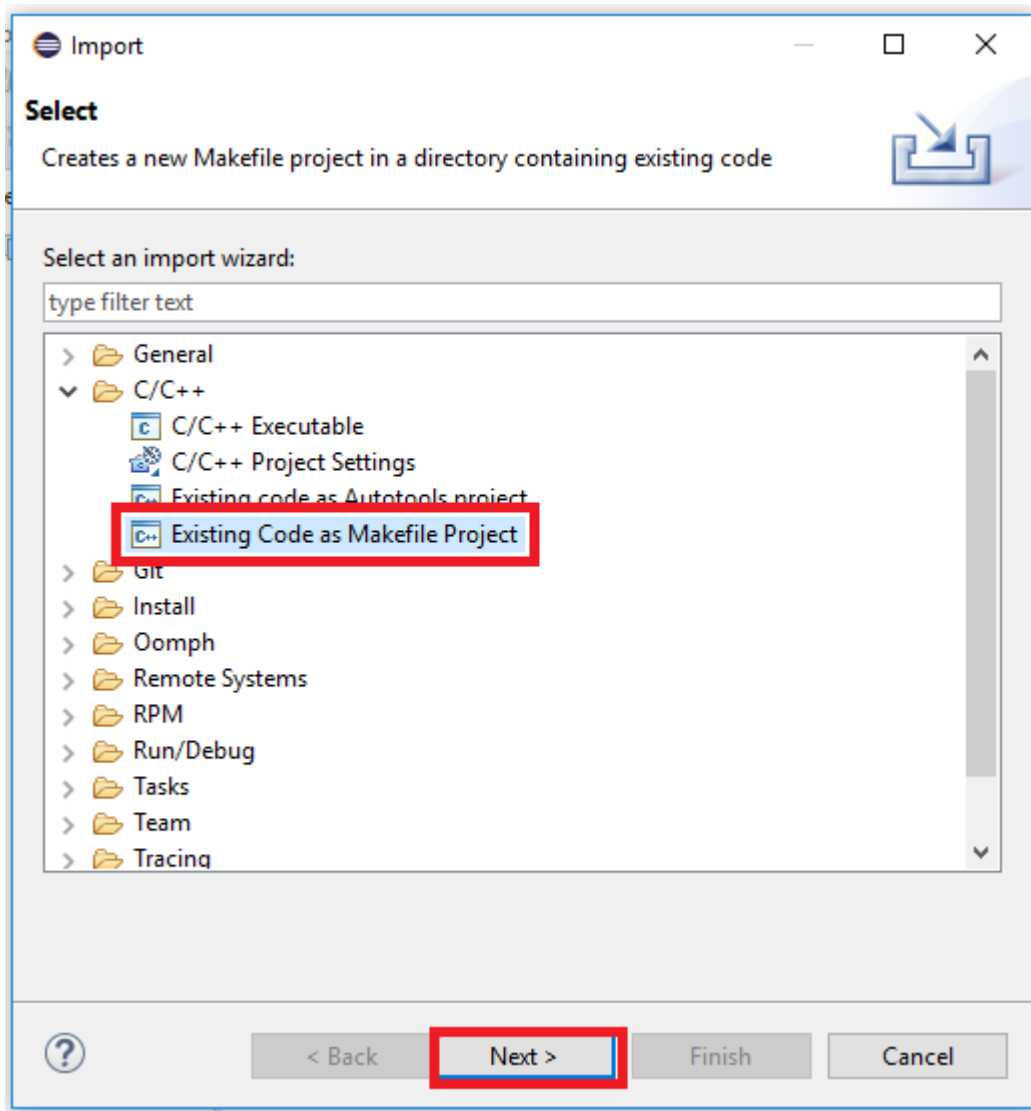 Import
Select
Creates a new Makefile project in a directory containing existing code
Select an import wizard:
type filter text
General
C/C++
C/C++ Executable
C/C++ Project Settings
Existing code as Autotools project
Existing Code as Makefile Project
Git
Install
Oomph
Remote Systems
RPM
Run/Debug
Tasks
Team
Tracing
< Back Next > Finish Cancel